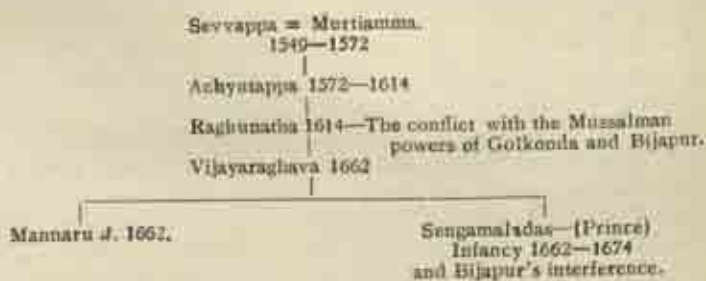 Sevvappa = Murtiamma.
1549—1572
Achyutappa 1572—1614
Raghunatha 1614—The conflict with the Mussalman
powers of Golkonda and Bijapur.
Vijayaraghava 1662
Mannaru d. 1662.
Sengamaladas—(Prince)
Infancy 1662—1674
and Bijapur's interference.